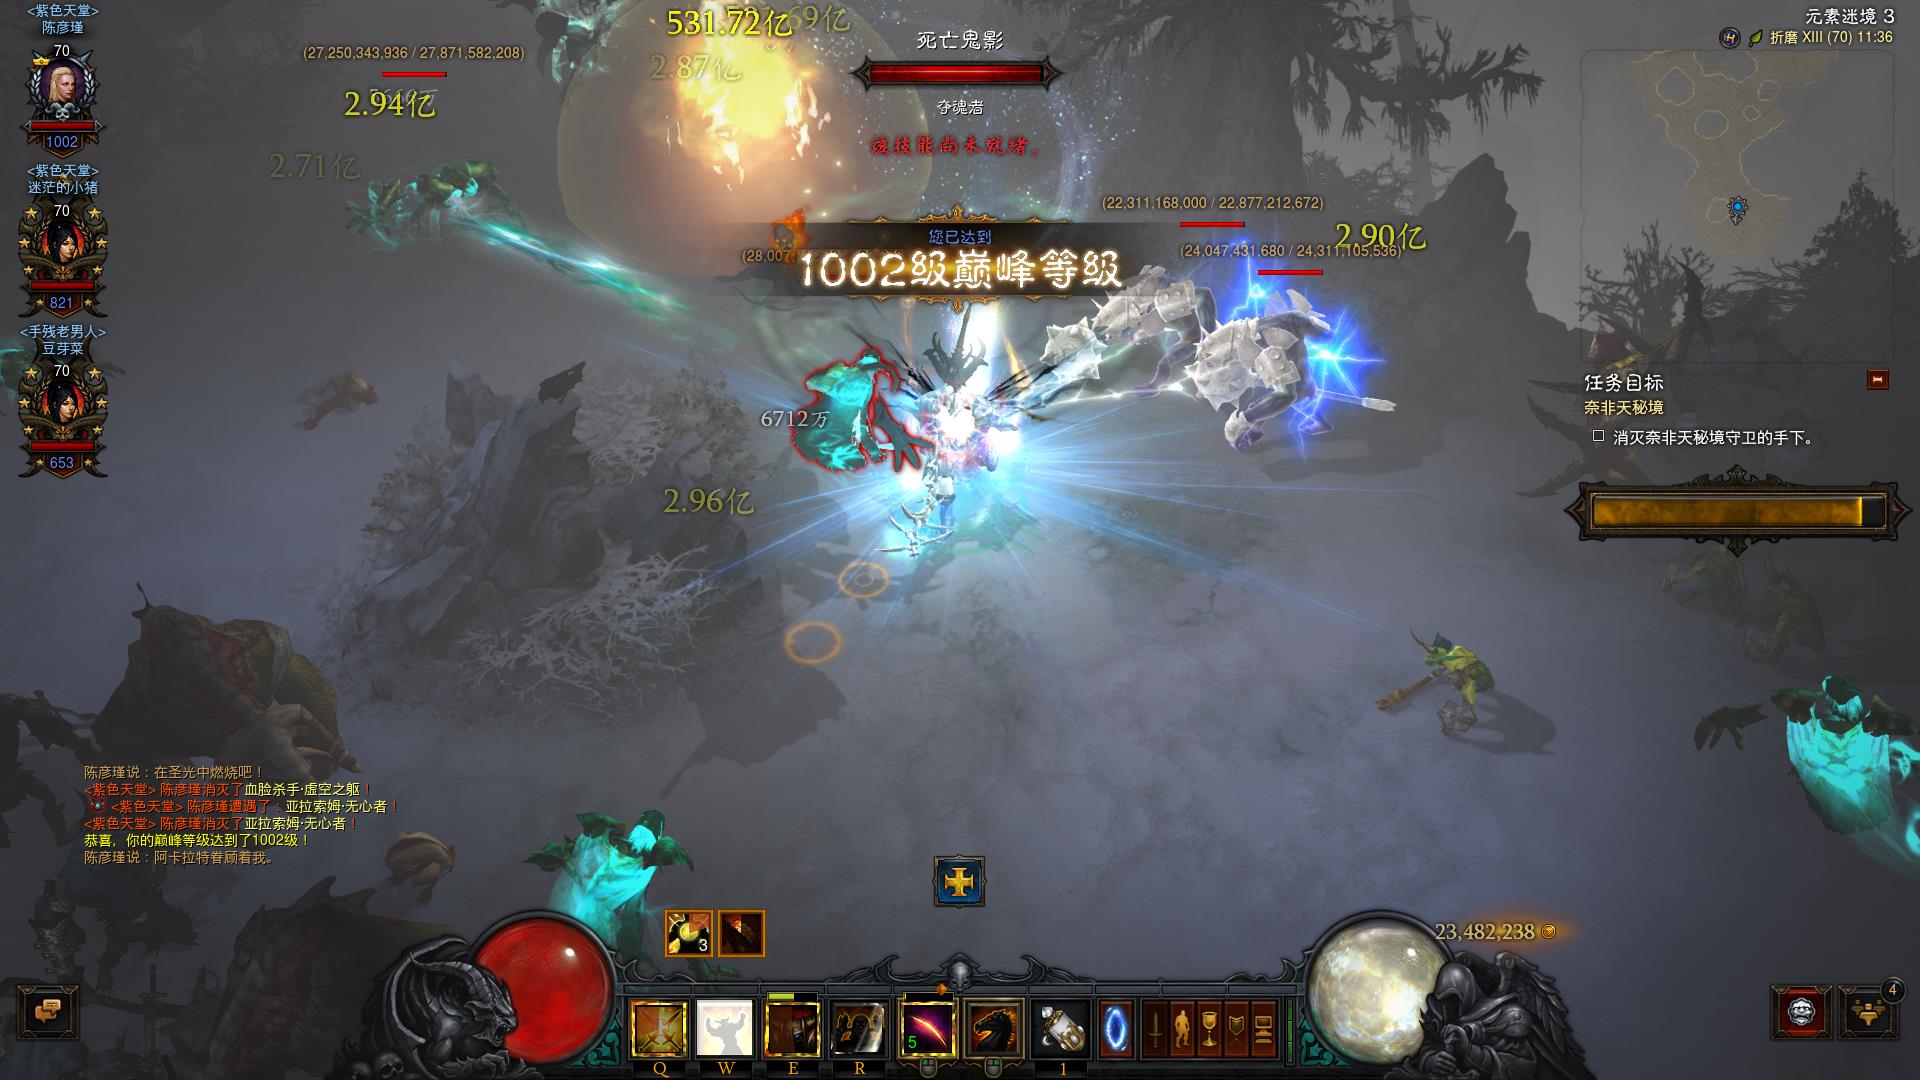 <紫色天堂>
陈彦瑾
70
1002
<紫色天堂>
迷茫的小猪
70
821
<手残老男人>
豆芽菜
70
653
(27,250,343,936 / 27,871,582,208)
2.94亿
2.71亿
531.72亿
2.87亿
死亡鬼影
夺魂者
该技能尚未就绪。
您已达到
1002级巅峰等级
(22,311,168,000 / 22,877,212,672)
2.90亿
(24,047,431,680 / 24,311,105,536)
6712万
2.96亿
元素迷境 3
折磨 XIII (70) 11:36
任务目标
奈非天秘境
消灭奈非天秘境守卫的手下。
陈彦瑾说：在圣光中燃烧吧！
<紫色天堂> 陈彦瑾消灭了血脸杀手·虚空之躯！
<紫色天堂> 陈彦瑾遭遇了：亚拉索姆·无心者！
<紫色天堂> 陈彦瑾消灭了亚拉索姆·无心者！
恭喜，你的巅峰等级达到了1002级！
陈彦瑾说：阿卡拉特眷顾着我。
3
23,482,238
5
Q W E R 1
4